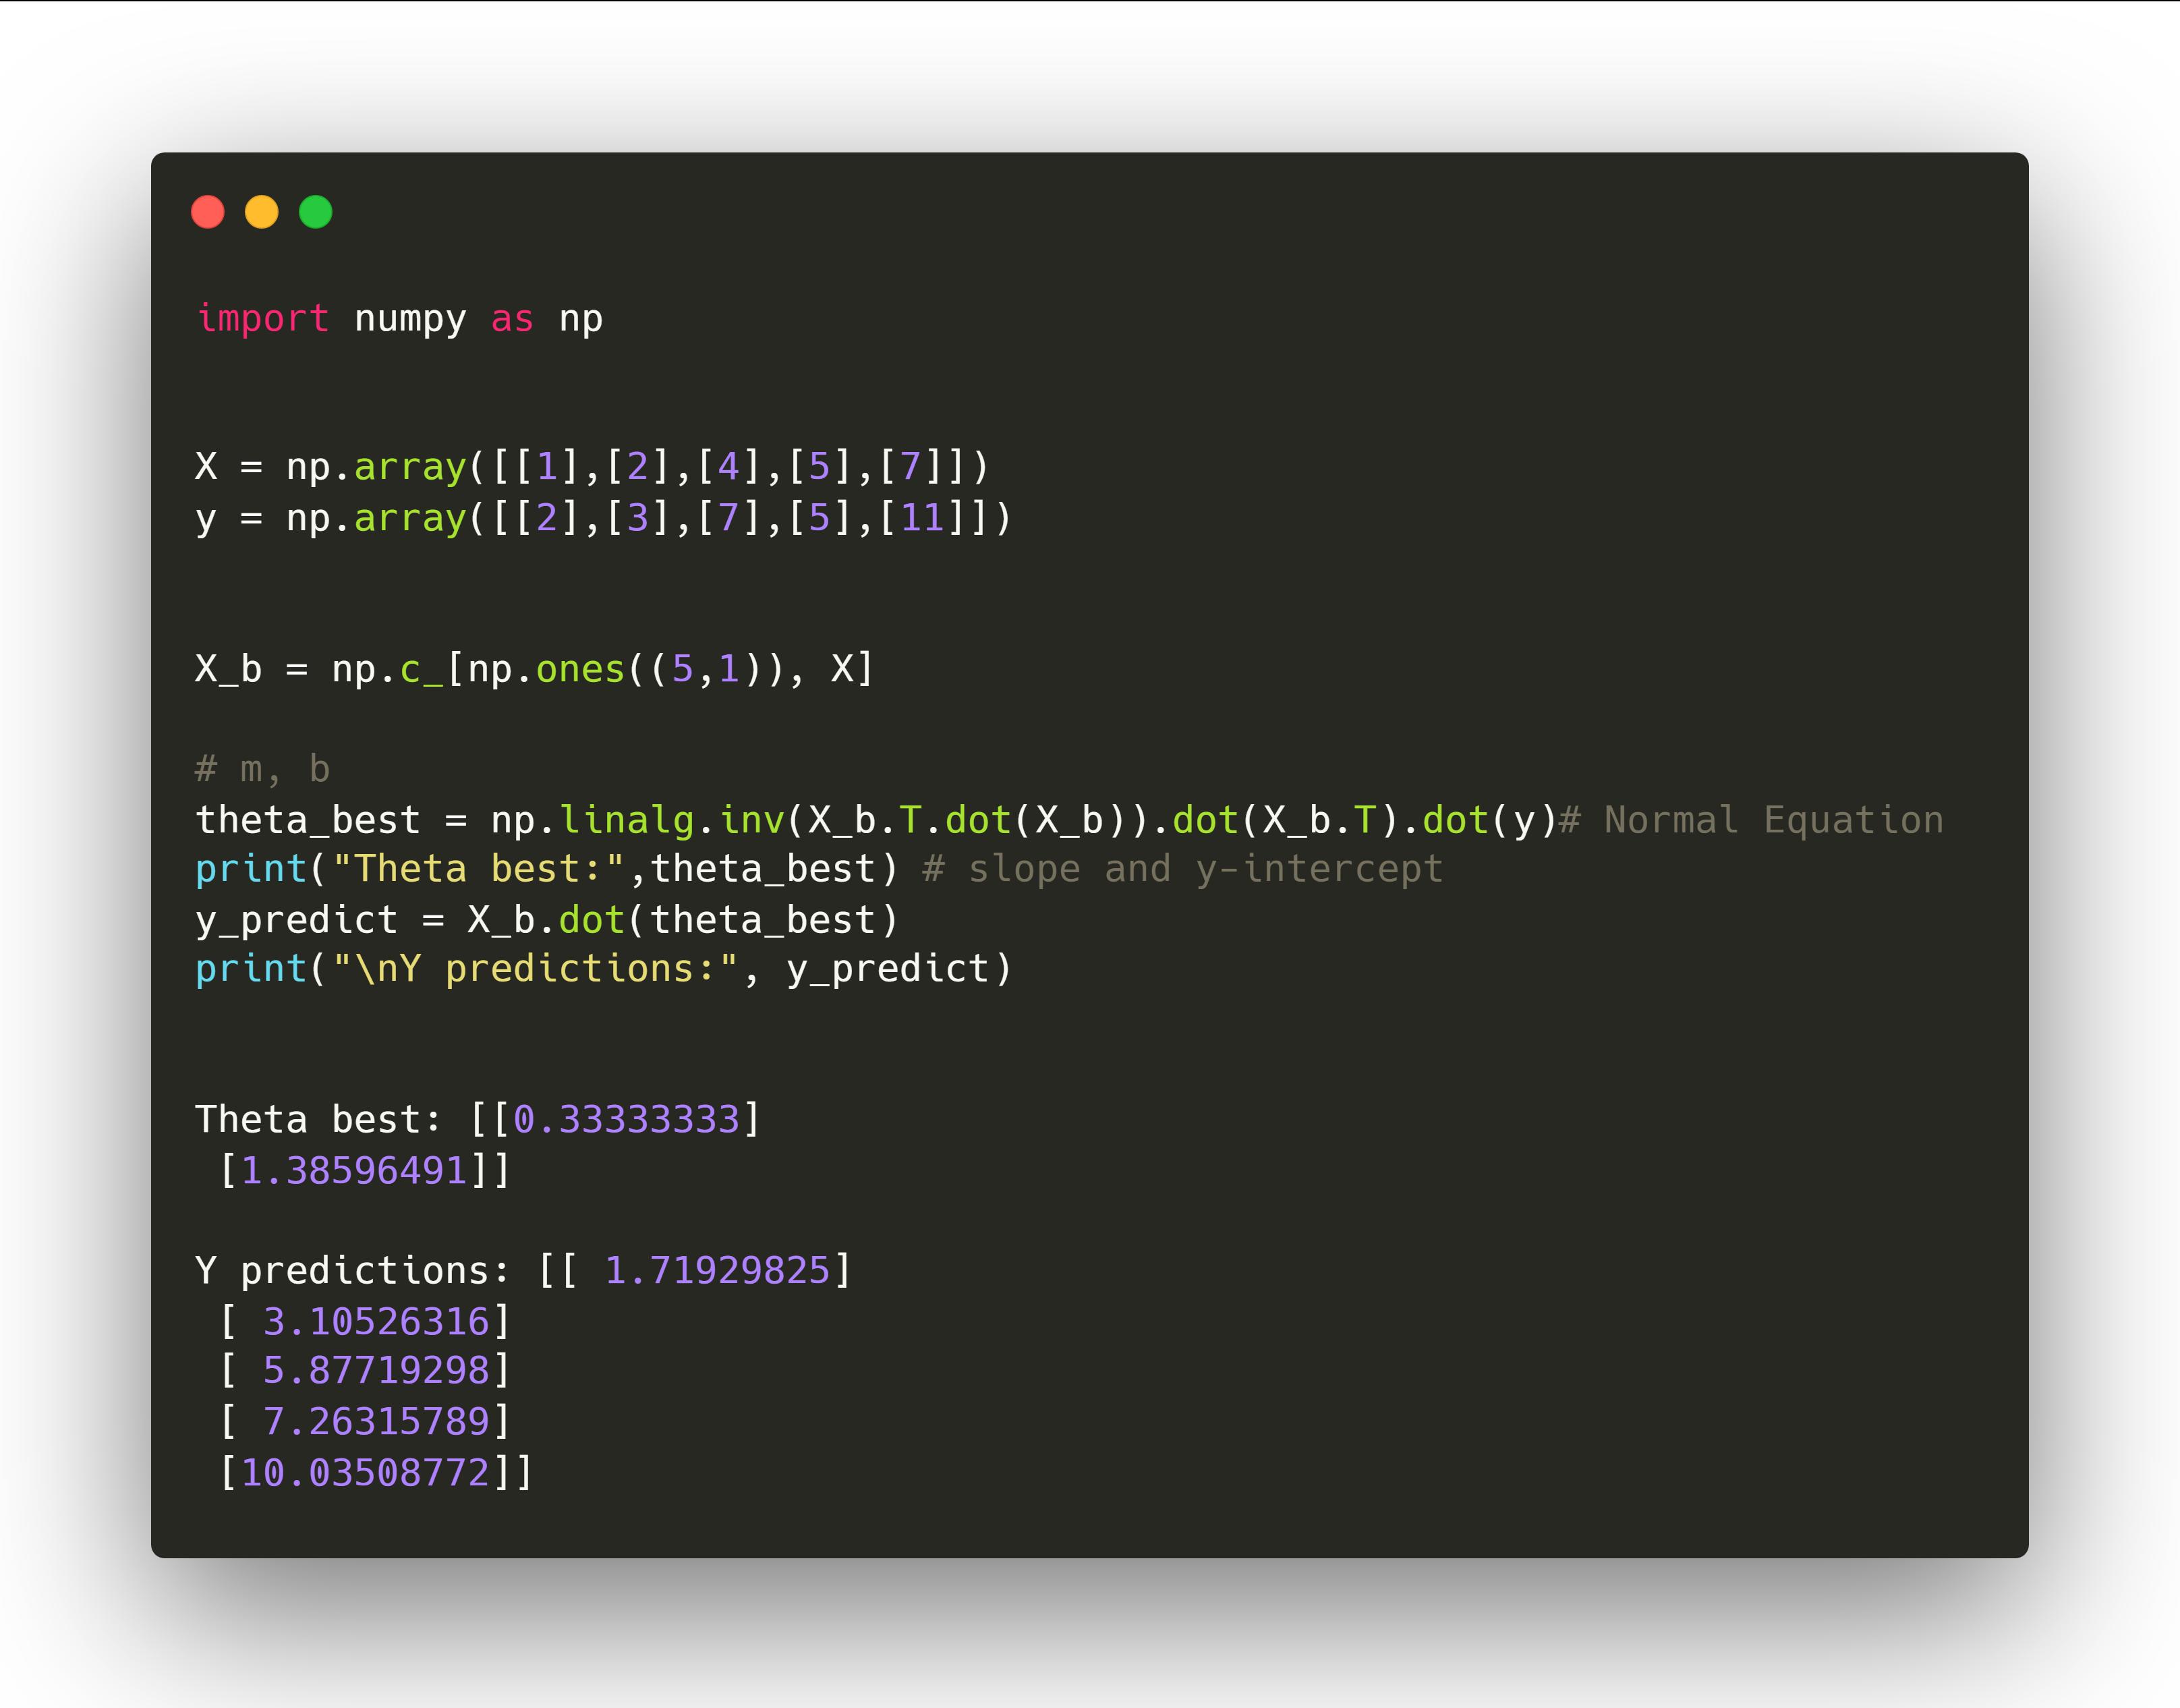 import numpy as np
X = np.array([[1],[2],[4],[5],[7]])
y = np.array([[2],[3],[7],[5],[11]])
X_b = np.c_[np.ones((5,1)), X]
# m, b
theta_best = np.linalg.inv(X_b.T.dot(X_b)).dot(X_b.T).dot(y)# Normal Equation
print("Theta best:",theta_best) # slope and y-intercept
y_predict = X_b.dot(theta_best)
print("\nY predictions:", y_predict)
Theta best: [[0.33333333]
 [1.38596491]]
Y predictions: [[ 1.71929825]
 [ 3.10526316]
 [ 5.87719298]
 [ 7.26315789]
 [10.03508772]]